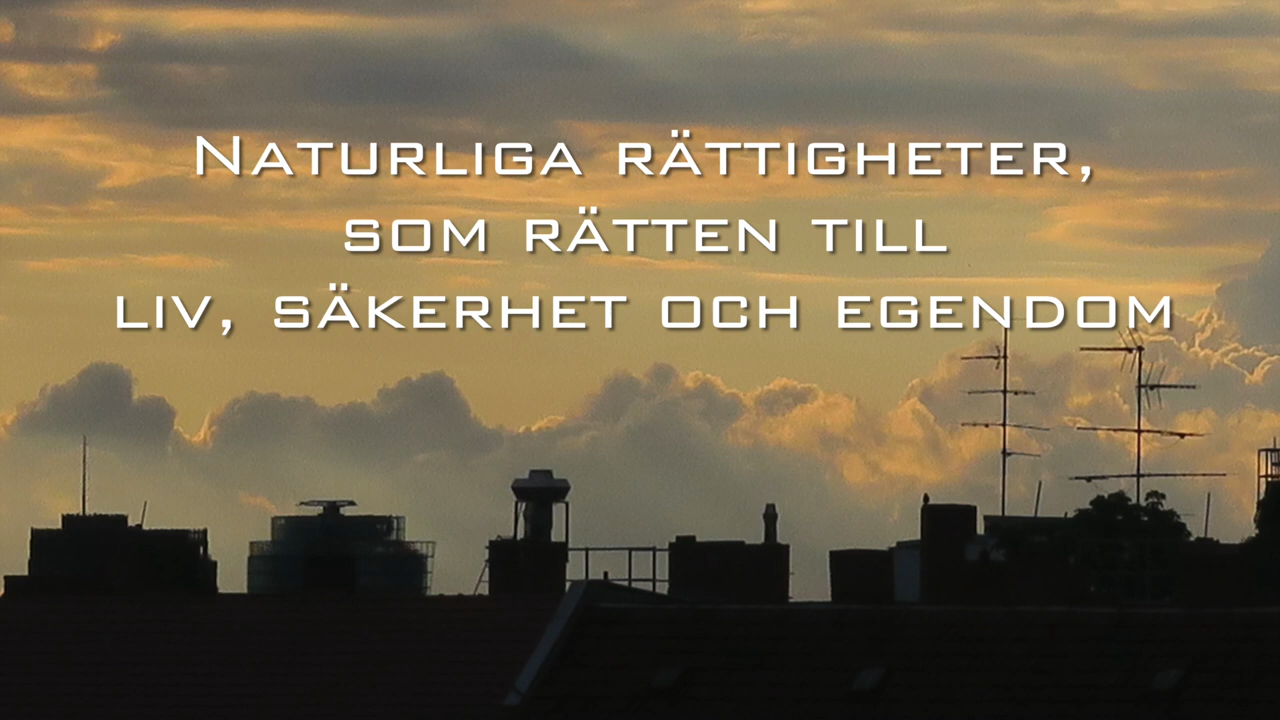 Naturliga rättigheter,
som rätten till
liv, säkerhet och egendom